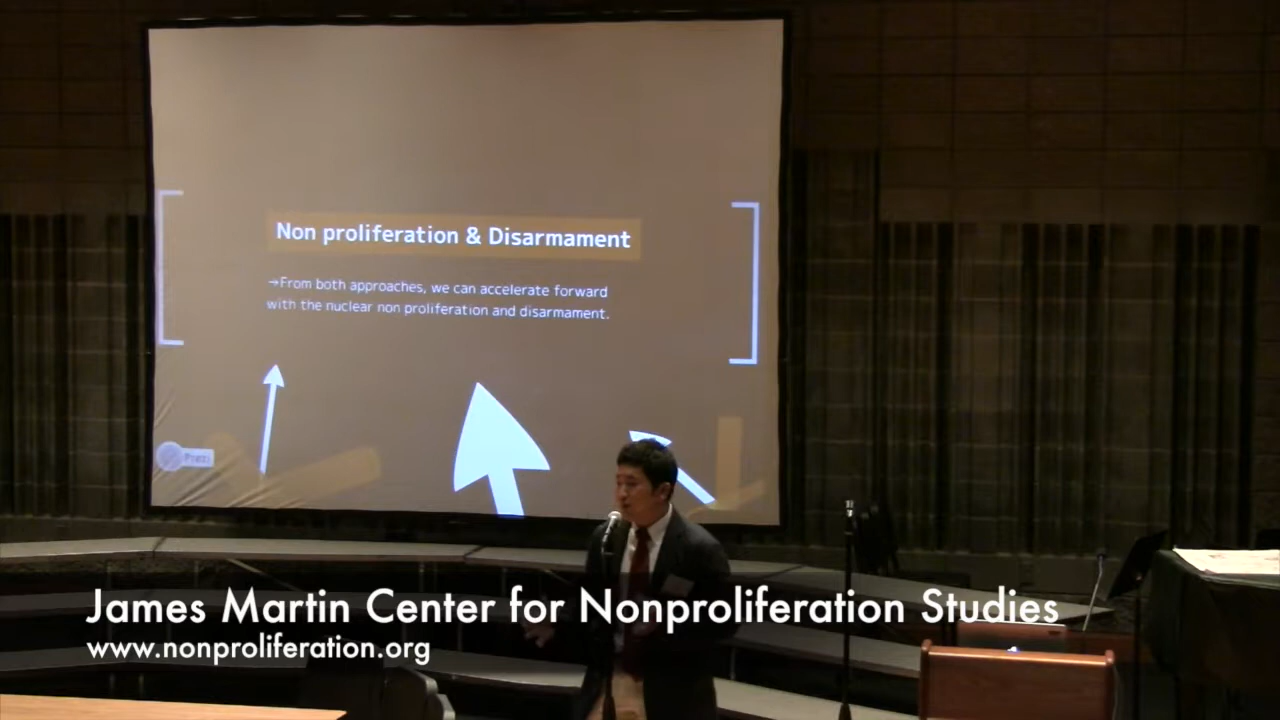 Non proliferation & Disarmament
→From both approaches, we can accelerate forward
with the nuclear non proliferation and disarmament.
Prezi
James Martin Center for Nonproliferation Studies
www.nonproliferation.org